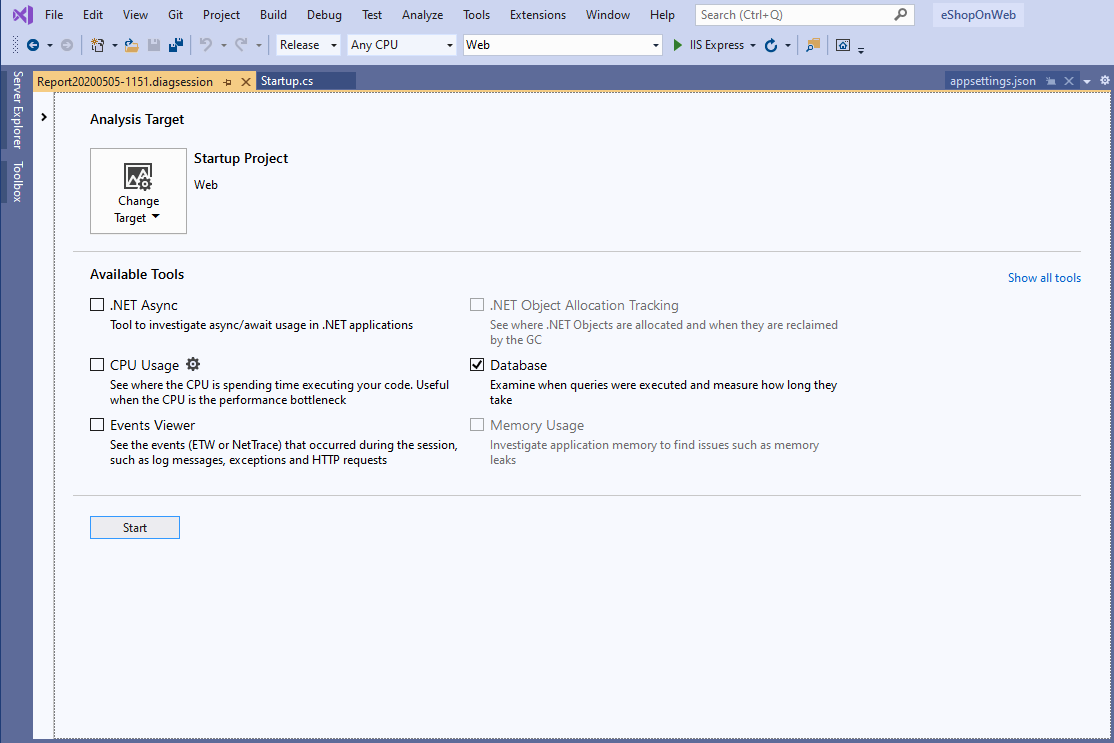 File Edit View Git Project Build Debug Test Analyze Tools Extensions Window Help Search (Ctrl+Q) eShopOnWeb
Release Any CPU Web IIS Express
Report20200505-1151.diagsession Startup.cs appsettings.json
Server Explorer
Toolbox
Analysis Target
Change
Target
Startup Project
Web
Available Tools
Show all tools
.NET Async
Tool to investigate async/await usage in .NET applications
.NET Object Allocation Tracking
See where .NET Objects are allocated and when they are reclaimed
by the GC
CPU Usage
See where the CPU is spending time executing your code. Useful
when the CPU is the performance bottleneck
Database
Examine when queries were executed and measure how long they
take
Events Viewer
See the events (ETW or NetTrace) that occurred during the session,
such as log messages, exceptions and HTTP requests
Memory Usage
Investigate application memory to find issues such as memory
leaks
Start